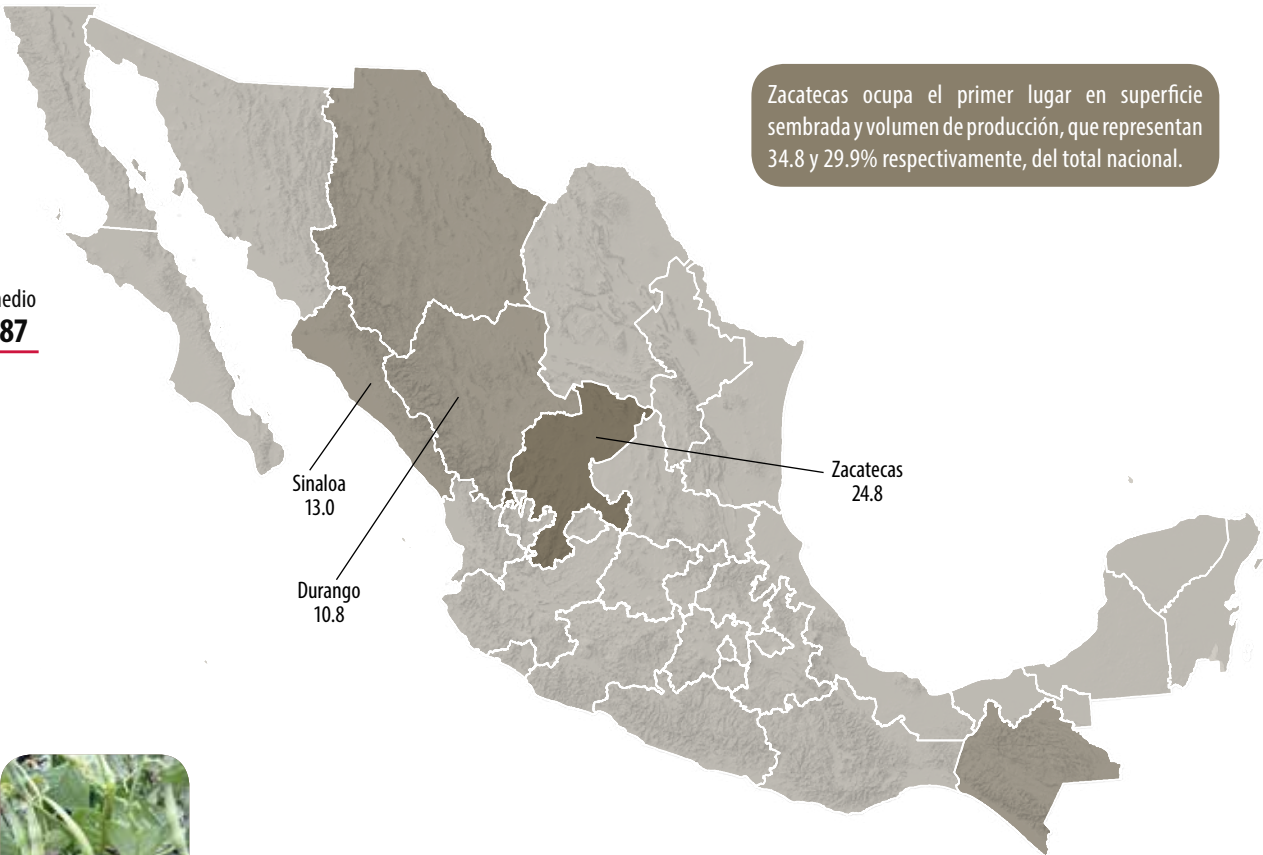 Zacatecas ocupa el primer lugar en superficie
sembrada y volumen de producción, que representan
34.8 y 29.9% respectivamente, del total nacional.
87
Sinaloa
13.0
Zacatecas
24.8
Durango
10.8